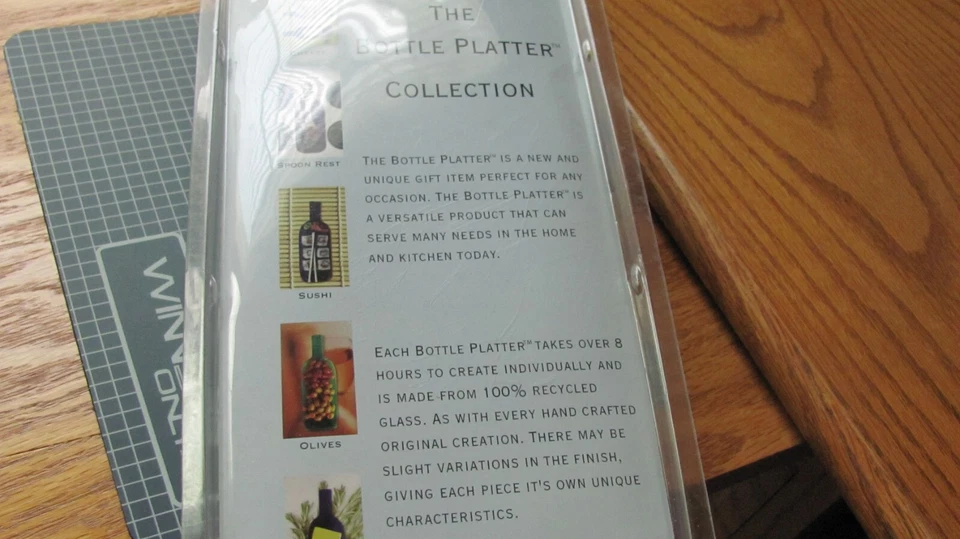 THE
BOTTLE PLATTER™
COLLECTION
SPOON REST
THE BOTTLE PLATTER™ IS A NEW AND
UNIQUE GIFT ITEM PERFECT FOR ANY
OCCASION. THE BOTTLE PLATTER™ IS
A VERSATILE PRODUCT THAT CAN
SERVE MANY NEEDS IN THE HOME
AND KITCHEN TODAY.
SUSHI
EACH BOTTLE PLATTER™ TAKES OVER 8
HOURS TO CREATE INDIVIDUALLY AND
IS MADE FROM 100% RECYCLED
GLASS. AS WITH EVERY HAND CRAFTED
ORIGINAL CREATION. THERE MAY BE
SLIGHT VARIATIONS IN THE FINISH,
GIVING EACH PIECE IT'S OWN UNIQUE
CHARACTERISTICS.
OLIVES